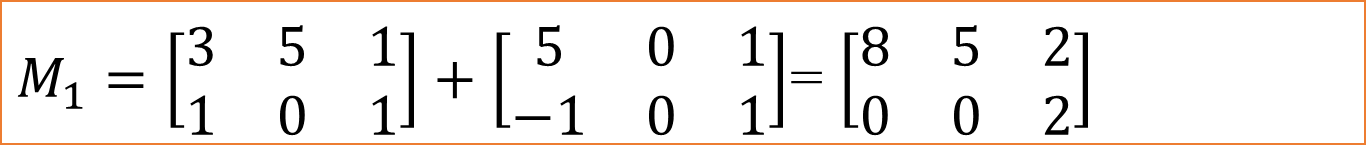 M₁ = [3 5 1] + [5 0 1] = [8 5 2]
[1 0 1] [−1 0 1] [0 0 2]